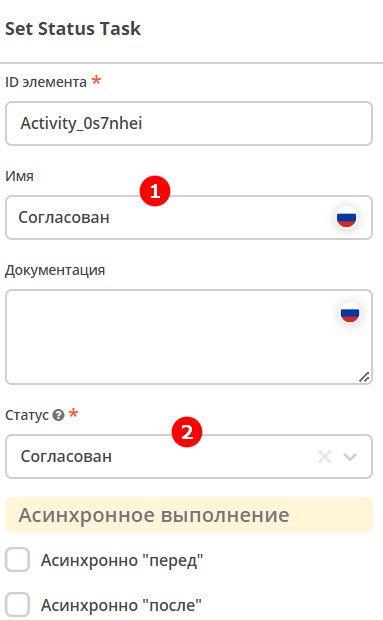 Set Status Task
ID элемента *
Activity_0s7nhei
Имя
1
Согласован
Документация
Статус ? *
2
Согласован
Асинхронное выполнение
Асинхронно "перед"
Асинхронно "после"